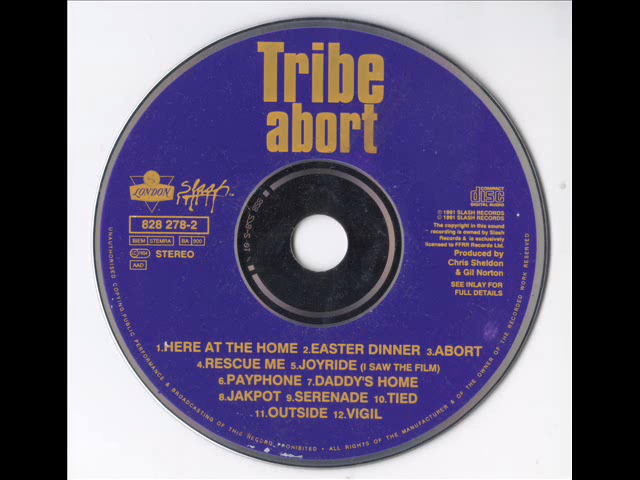 Tribe
abort
LONDON
slash
828 278-2
BIEM STEMRA BA 900
AAD
STEREO
COMPACT
disc
DIGITAL AUDIO
℗ 1991 SLASH RECORDS
© 1991 SLASH RECORDS
The copyright in this sound
recording is owned by Slash
Records & is exclusively
licensed to FFRR Records Ltd.
Produced by
Chris Sheldon
& Gil Norton
SEE INLAY FOR
FULL DETAILS
1.HERE AT THE HOME 2.EASTER DINNER 3.ABORT
4.RESCUE ME 5.JOYRIDE (I SAW THE FILM)
6.PAYPHONE 7.DADDY'S HOME
8.JAKPOT 9.SERENADE 10.TIED
11.OUTSIDE 12.VIGIL
UNAUTHORISED COPYING, PUBLIC PERFORMANCE & BROADCASTING OF THIS RECORD PROHIBITED • ALL RIGHTS OF THE MANUFACTURER & OF THE OWNER OF THE RECORDED WORK RESERVED